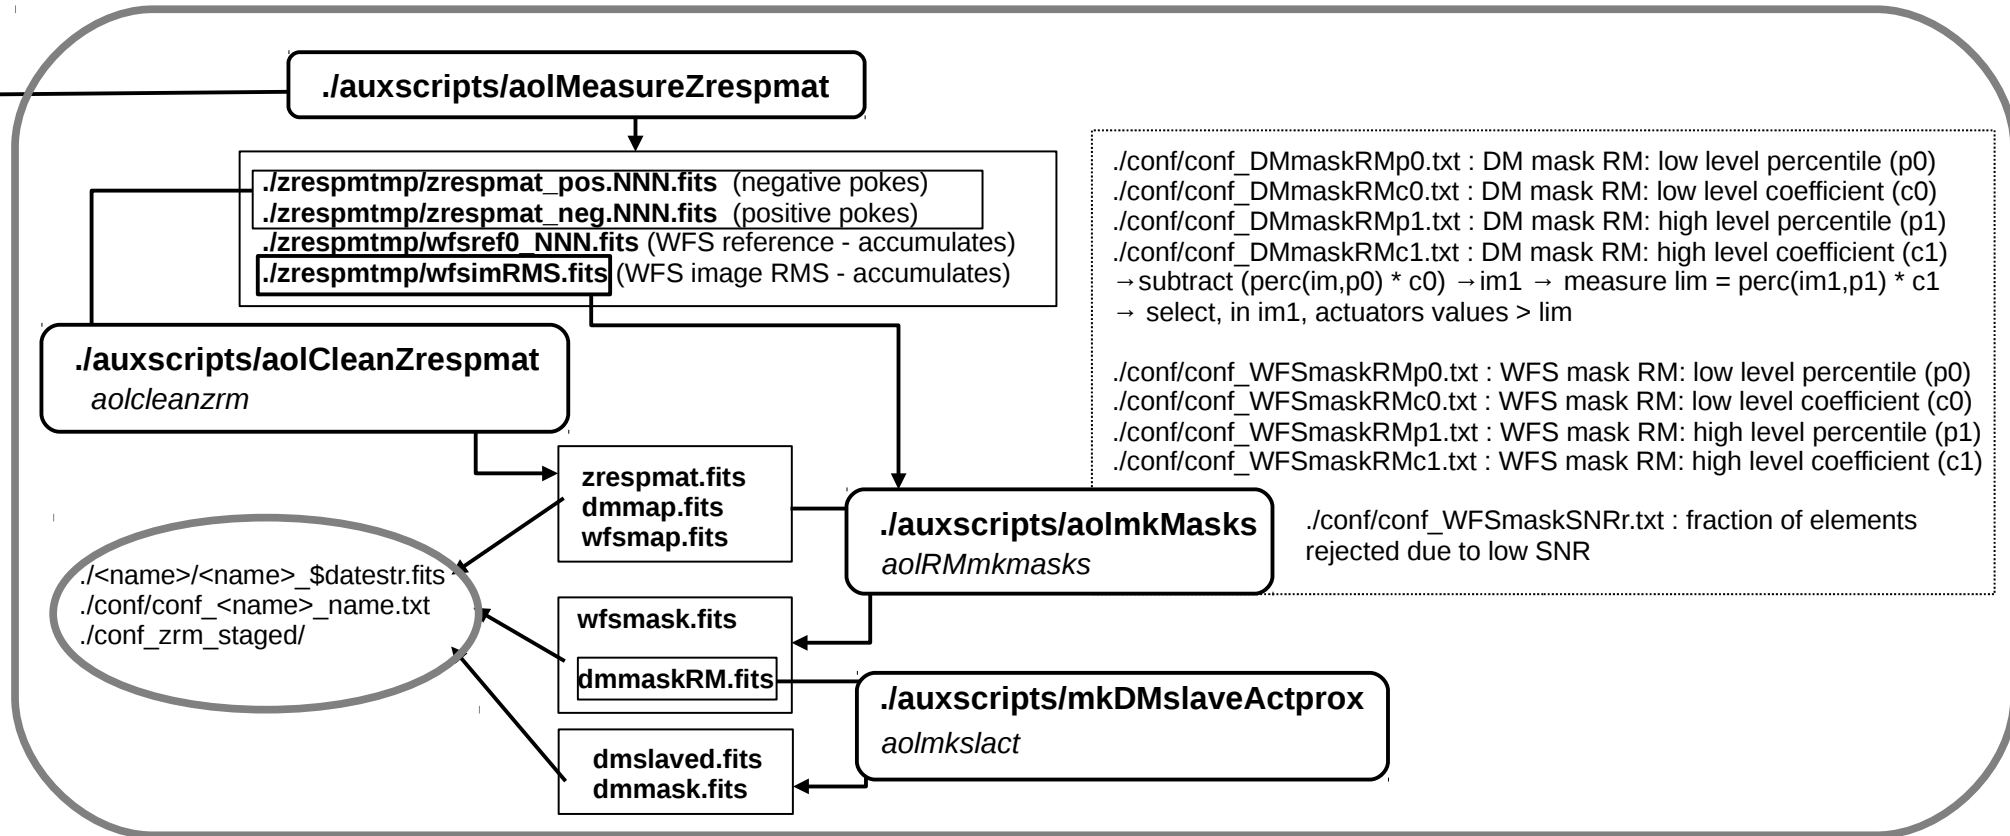 ./auxscripts/aolMeasureZrespmat
./zrespmtmp/zrespmat_pos.NNN.fits (negative pokes)
./zrespmtmp/zrespmat_neg.NNN.fits (positive pokes)
./zrespmtmp/wfsref0_NNN.fits (WFS reference - accumulates)
./zrespmtmp/wfsimRMS.fits (WFS image RMS - accumulates)
./conf/conf_DMmaskRMp0.txt : DM mask RM: low level percentile (p0)
./conf/conf_DMmaskRMc0.txt : DM mask RM: low level coefficient (c0)
./conf/conf_DMmaskRMp1.txt : DM mask RM: high level percentile (p1)
./conf/conf_DMmaskRMc1.txt : DM mask RM: high level coefficient (c1)
→subtract (perc(im,p0) * c0) →im1 → measure lim = perc(im1,p1) * c1
→ select, in im1, actuators values > lim
./conf/conf_WFSmaskRMp0.txt : WFS mask RM: low level percentile (p0)
./conf/conf_WFSmaskRMc0.txt : WFS mask RM: low level coefficient (c0)
./conf/conf_WFSmaskRMp1.txt : WFS mask RM: high level percentile (p1)
./conf/conf_WFSmaskRMc1.txt : WFS mask RM: high level coefficient (c1)
./conf/conf_WFSmaskSNRr.txt : fraction of elements
rejected due to low SNR
./auxscripts/aolCleanZrespmat
aolcleanzrm
zrespmat.fits
dmmap.fits
wfsmap.fits
./auxscripts/aolmkMasks
aolRMmkmasks
./<name>/<name>_$datestr.fits
./conf/conf_<name>_name.txt
./conf_zrm_staged/
wfsmask.fits
dmmaskRM.fits
./auxscripts/mkDMslaveActprox
aolmkslact
dmslaved.fits
dmmask.fits